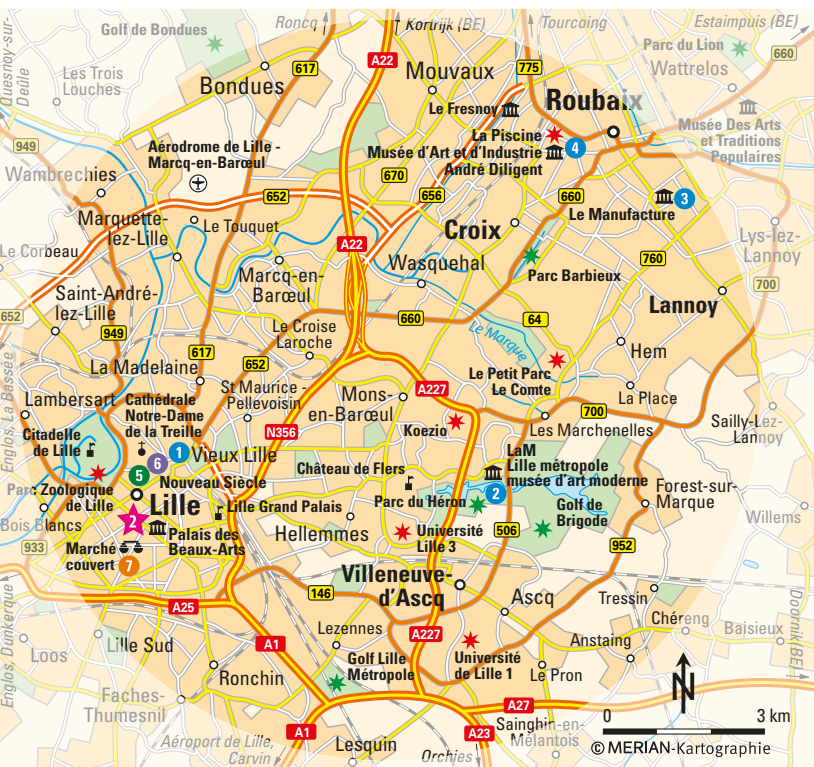 Roncq
Kortrijk (BE)
Tourcoing
Estaimpuis (BE)
Quesnoy-sur-
Deûle
Golf de Bondues
A22
617
775
Parc du Lion
660
Les Trois
Louches
Bondues
Mouvaux
Wattrelos
Le Fresnoy
Roubaix
949
Aérodrome de Lille -
Marcq-en-Barœul
La Piscine
Musée d'Art et d'Industrie
André Diligent
4
Musée Des Arts
et Traditions
Populaires
Wambrechies
670
652
656
660
Le Manufacture
3
Marquette-
lez-Lille
Le Touquet
A22
Croix
Lys-lez-
Lannoy
Le Corbeau
Marcq-en-
Barœul
Wasquehal
Parc Barbieux
760
700
Saint-André-
lez-Lille
Lannoy
652
949
Le Croise
Laroche
660
64
Le Marque
617
652
Hem
La Madelaine
Le Petit Parc
Le Comte
Englos, La Bassée
St Maurice -
Pellevoisin
Mons-
en-Barœul
A227
La Place
Lambersart
Cathédrale
Notre-Dame
de la Treille
N356
Koezio
700
Les Marchenelles
Sailly-Lez-
Lannoy
Citadelle
de Lille
1
Vieux Lille
6
LaM
Lille métropole
musée d'art moderne
Château de Flers
5
Nouveau Siècle
Parc Zoologique
de Lille
Parc du Héron
2
Forest-sur-
Marque
Lille
Lille Grand Palais
Golf de
Brigode
Bois Blancs
2
Palais des
Beaux-Arts
Hellemmes
Université
Lille 3
506
Willems
933
Marché
couvert
7
952
Villeneuve-
d'Ascq
146
Tressin
A25
Ascq
Englos, Dunkerque
Lezennes
A227
Chéreng
Baisieux
Doornik (BE)
Loos
Lille Sud
A1
Anstaing
Golf Lille
Métropole
Université
de Lille 1
Le Pron
Ronchin
Faches-
Thumesnil
A27
0
3 km
N
A1
A23
Sainghin-en-
Mélantois
Aéroport de Lille,
Carvin
Lesquin
Orchies
© MERIAN-Kartographie